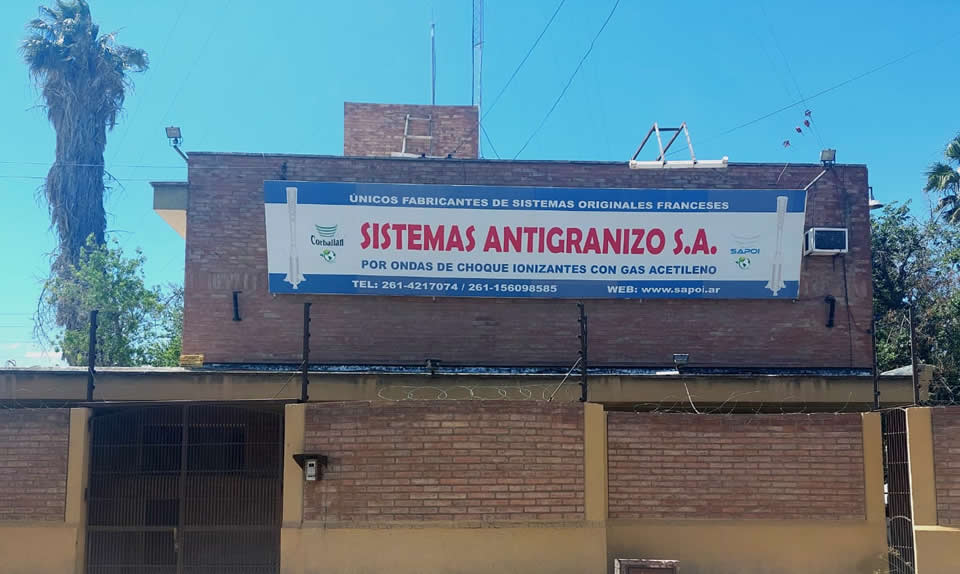 ÚNICOS FABRICANTES DE SISTEMAS ORIGINALES FRANCESES
Corballan
SISTEMAS ANTIGRANIZO S.A.
SAPOI
POR ONDAS DE CHOQUE IONIZANTES CON GAS ACETILENO
TEL: 261-4217074 / 261-156098585 WEB: www.sapoi.ar